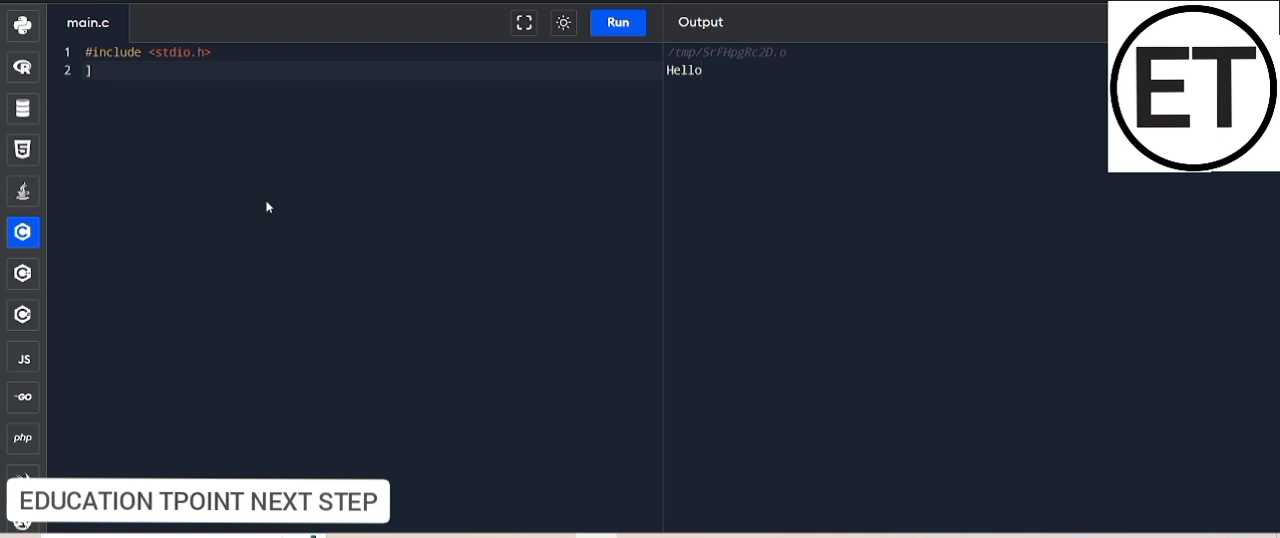 main.c
Run
Output
1 #include <stdio.h>
2 ]
/tmp/SrFHpgRc2D.o
Hello
ET
JS
GO
php
EDUCATION TPOINT NEXT STEP